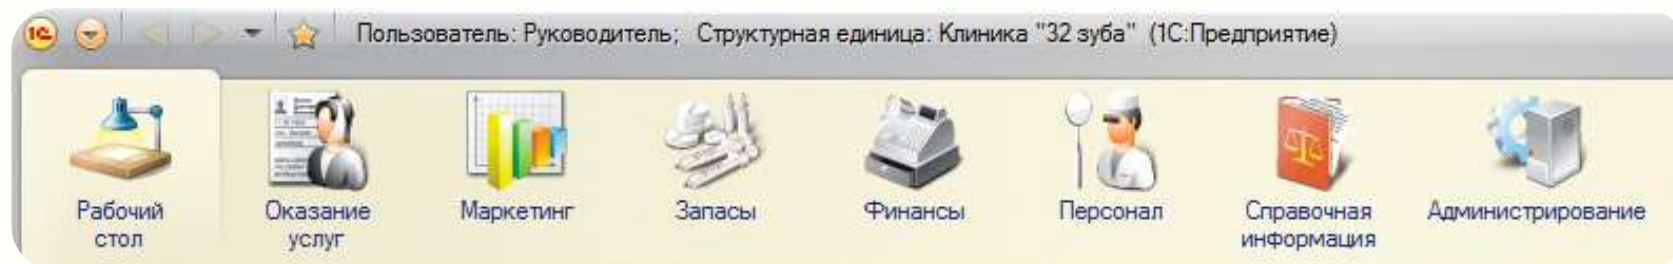 1С Пользователь: Руководитель; Структурная единица: Клиника "32 зуба" (1С:Предприятие)
Рабочий стол
Оказание услуг
Маркетинг
Запасы
Финансы
Персонал
Справочная информация
Администрирование